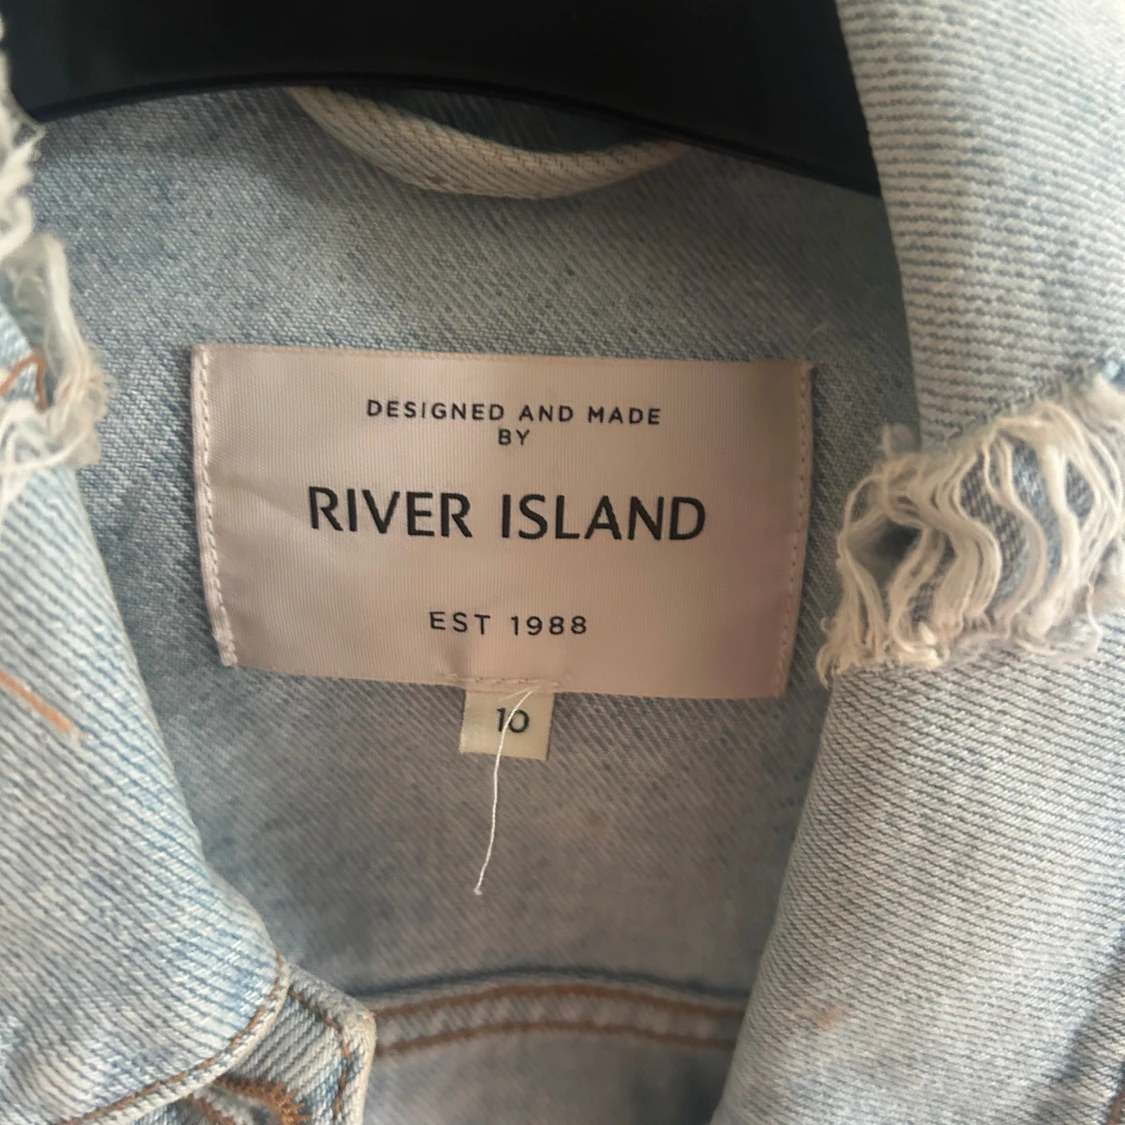 DESIGNED AND MADE
BY
RIVER ISLAND
EST 1988
10